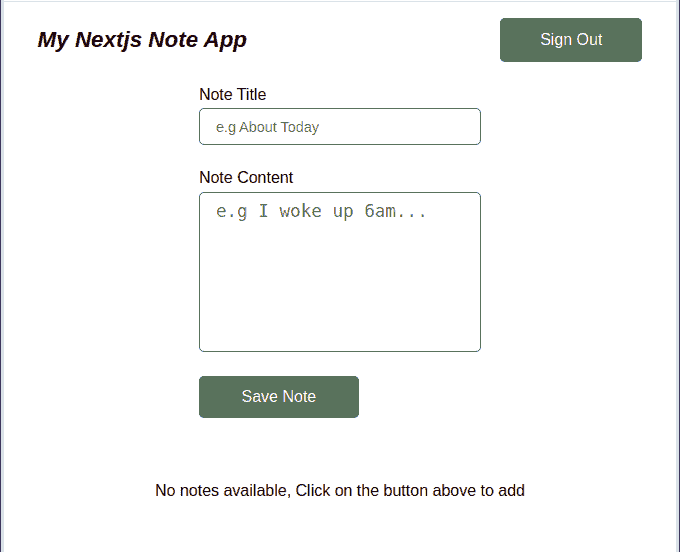 My Nextjs Note App
Sign Out
Note Title
e.g About Today
Note Content
e.g I woke up 6am...
Save Note
No notes available, Click on the button above to add